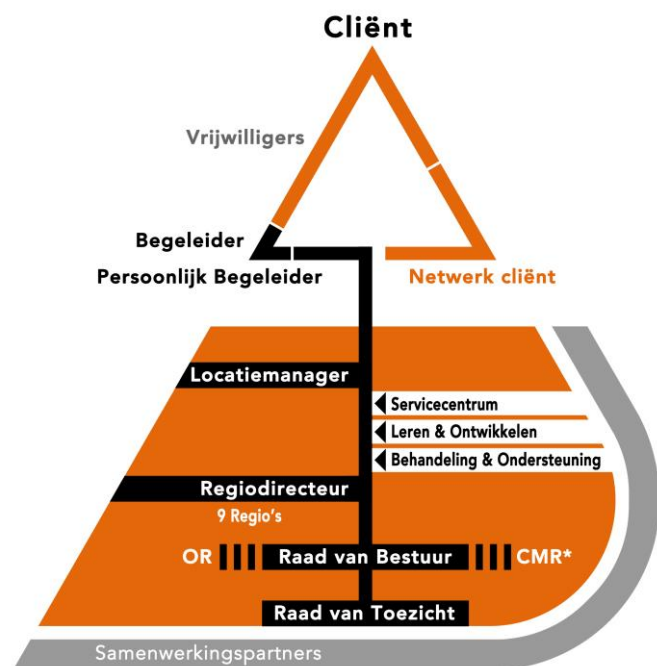 Cliënt
Vrijwilligers
Begeleider
Persoonlijk Begeleider
Netwerk cliënt
Locatiemanager
Servicecentrum
Leren & Ontwikkelen
Behandeling & Ondersteuning
Regiodirecteur
9 Regio's
OR
Raad van Bestuur
CMR*
Raad van Toezicht
Samenwerkingspartners